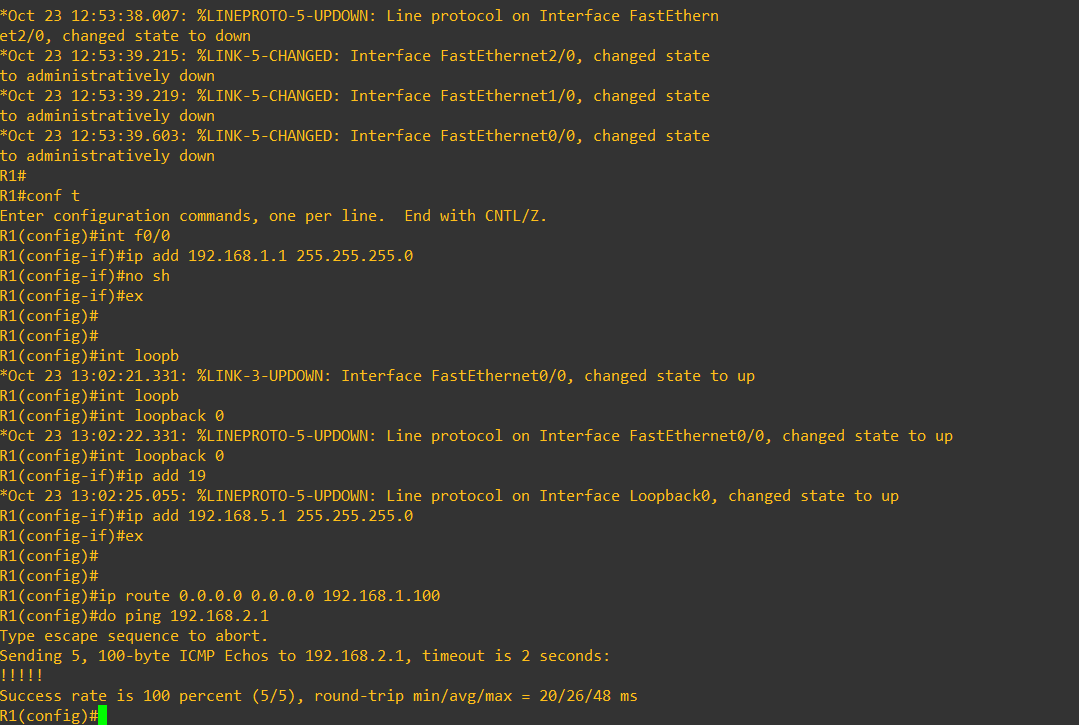 *Oct 23 12:53:38.007: %LINEPROTO-5-UPDOWN: Line protocol on Interface FastEthern
et2/0, changed state to down
*Oct 23 12:53:39.215: %LINK-5-CHANGED: Interface FastEthernet2/0, changed state
to administratively down
*Oct 23 12:53:39.219: %LINK-5-CHANGED: Interface FastEthernet1/0, changed state
to administratively down
*Oct 23 12:53:39.603: %LINK-5-CHANGED: Interface FastEthernet0/0, changed state
to administratively down
R1#
R1#conf t
Enter configuration commands, one per line.  End with CNTL/Z.
R1(config)#int f0/0
R1(config-if)#ip add 192.168.1.1 255.255.255.0
R1(config-if)#no sh
R1(config-if)#ex
R1(config)#
R1(config)#
R1(config)#int loopb
*Oct 23 13:02:21.331: %LINK-3-UPDOWN: Interface FastEthernet0/0, changed state to up
R1(config)#int loopb
R1(config)#int loopback 0
*Oct 23 13:02:22.331: %LINEPROTO-5-UPDOWN: Line protocol on Interface FastEthernet0/0, changed state to up
R1(config)#int loopback 0
R1(config-if)#ip add 19
*Oct 23 13:02:25.055: %LINEPROTO-5-UPDOWN: Line protocol on Interface Loopback0, changed state to up
R1(config-if)#ip add 192.168.5.1 255.255.255.0
R1(config-if)#ex
R1(config)#
R1(config)#
R1(config)#ip route 0.0.0.0 0.0.0.0 192.168.1.100
R1(config)#do ping 192.168.2.1
Type escape sequence to abort.
Sending 5, 100-byte ICMP Echos to 192.168.2.1, timeout is 2 seconds:
!!!!!
Success rate is 100 percent (5/5), round-trip min/avg/max = 20/26/48 ms
R1(config)#